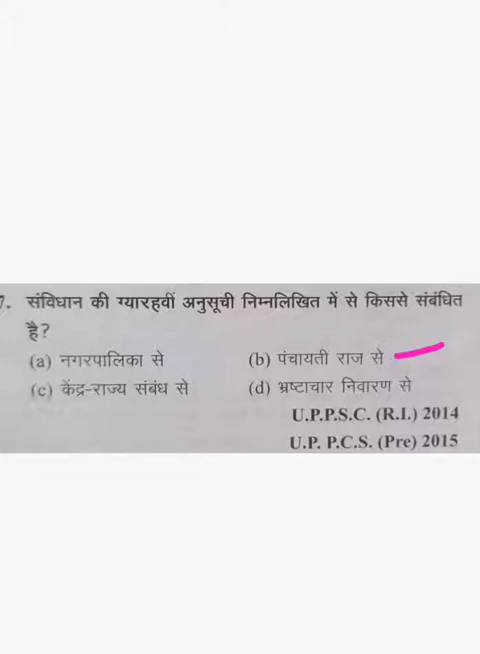 7. संविधान की ग्यारहवीं अनुसूची निम्नलिखित में से किससे संबंधित
है?
(a) नगरपालिका से (b) पंचायती राज से
(c) केंद्र-राज्य संबंध से (d) भ्रष्टाचार निवारण से
U.P.P.S.C. (R.I.) 2014
U.P. P.C.S. (Pre) 2015